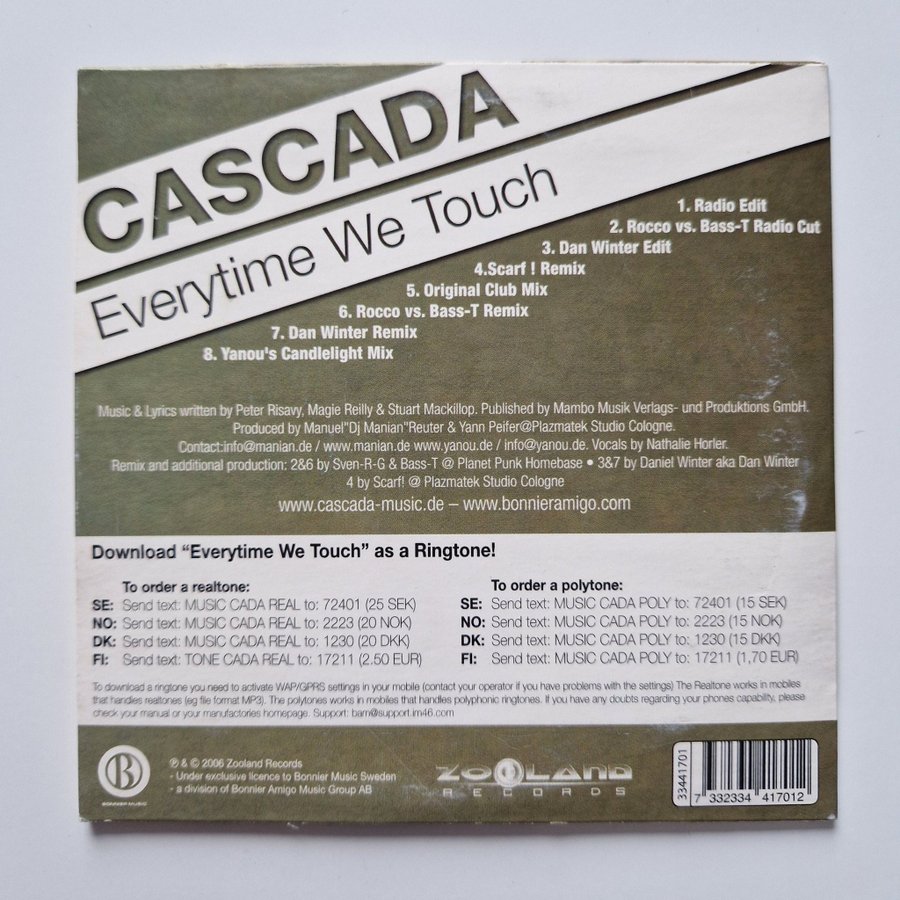 CASCADA
Everytime We Touch
1. Radio Edit
2. Rocco vs. Bass-T Radio Cut
3. Dan Winter Edit
4.Scarf ! Remix
5. Original Club Mix
6. Rocco vs. Bass-T Remix
7. Dan Winter Remix
8. Yanou's Candlelight Mix
Music & Lyrics written by Peter Risavy, Magie Reilly & Stuart Mackillop. Published by Mambo Musik Verlags- und Produktions GmbH.
Produced by Manuel"Dj Manian"Reuter & Yann Peifer@Plazmatek Studio Cologne.
Contact:info@manian.de / www.manian.de www.yanou.de / info@yanou.de. Vocals by Nathalie Horler.
Remix and additional production: 2&6 by Sven-R-G & Bass-T @ Planet Punk Homebase • 3&7 by Daniel Winter aka Dan Winter
4 by Scarf! @ Plazmatek Studio Cologne
www.cascada-music.de – www.bonnieramigo.com
Download “Everytime We Touch” as a Ringtone!
To order a realtone:
SE: Send text: MUSIC CADA REAL to: 72401 (25 SEK)
NO: Send text: MUSIC CADA REAL to: 2223 (20 NOK)
DK: Send text: MUSIC CADA REAL to: 1230 (20 DKK)
FI: Send text: TONE CADA REAL to: 17211 (2.50 EUR)
To order a polytone:
SE: Send text: MUSIC CADA POLY to: 72401 (15 SEK)
NO: Send text: MUSIC CADA POLY to: 2223 (15 NOK)
DK: Send text: MUSIC CADA POLY to: 1230 (15 DKK)
FI: Send text: MUSIC CADA POLY to: 17211 (1,70 EUR)
To download a ringtone you need to activate WAP/GPRS settings in your mobile (contact your operator if you have problems with the settings) The Realtone works in mobiles
that handles realtones (eg file format MP3). The polytones works in mobiles that handles polyphonic ringtones. If you have any doubts regarding your phones capability, please
check your manual or your manufactories homepage. Support: bam@support.im46.com
B
BONNIER MUSIC
℗ & © 2006 Zooland Records
- Under exclusive licence to Bonnier Music Sweden
- a division of Bonnier Amigo Music Group AB
ZOOLAND
RECORDS
33441701
7 332334 417012